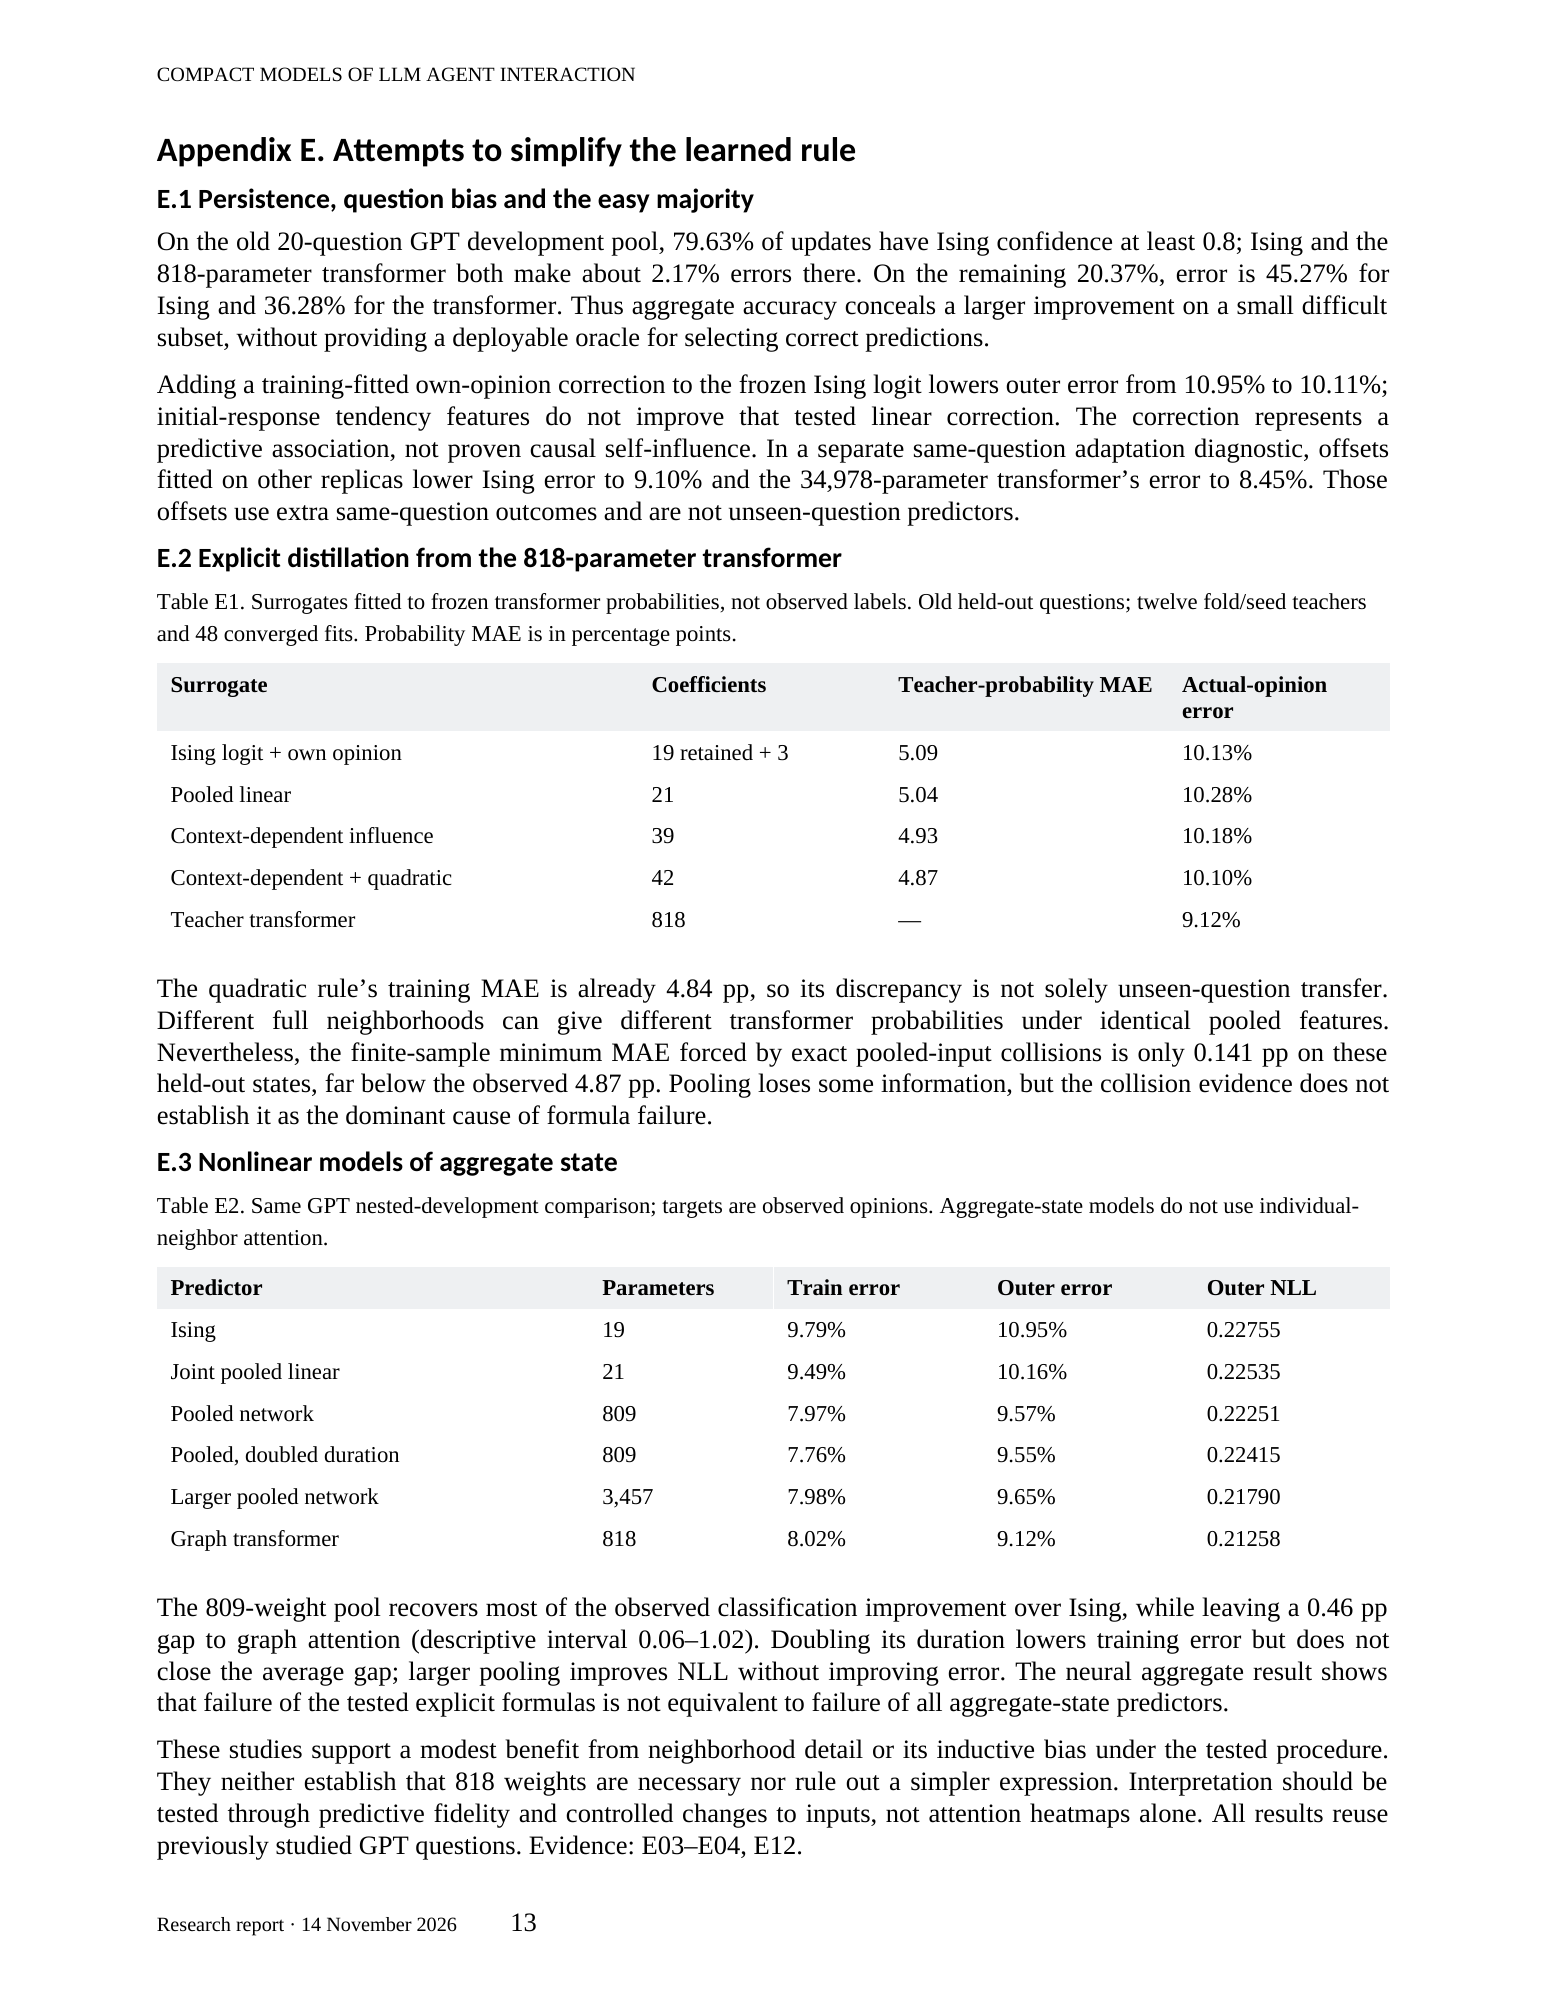 COMPACT MODELS OF LLM AGENT INTERACTION
Appendix E. Attempts to simplify the learned rule
E.1 Persistence, question bias and the easy majority
On the old 20-question GPT development pool, 79.63% of updates have Ising confidence at least 0.8; Ising and the
818-parameter transformer both make about 2.17% errors there. On the remaining 20.37%, error is 45.27% for
Ising and 36.28% for the transformer. Thus aggregate accuracy conceals a larger improvement on a small difficult
subset, without providing a deployable oracle for selecting correct predictions.
Adding a training-fitted own-opinion correction to the frozen Ising logit lowers outer error from 10.95% to 10.11%;
initial-response tendency features do not improve that tested linear correction. The correction represents a
predictive association, not proven causal self-influence. In a separate same-question adaptation diagnostic, offsets
fitted on other replicas lower Ising error to 9.10% and the 34,978-parameter transformer’s error to 8.45%. Those
offsets use extra same-question outcomes and are not unseen-question predictors.
E.2 Explicit distillation from the 818-parameter transformer
Table E1. Surrogates fitted to frozen transformer probabilities, not observed labels. Old held-out questions; twelve fold/seed teachers
and 48 converged fits. Probability MAE is in percentage points.
Surrogate Coefficients Teacher-probability MAE Actual-opinion
error
Ising logit + own opinion 19 retained + 3 5.09 10.13%
Pooled linear 21 5.04 10.28%
Context-dependent influence 39 4.93 10.18%
Context-dependent + quadratic 42 4.87 10.10%
Teacher transformer 818 — 9.12%
The quadratic rule’s training MAE is already 4.84 pp, so its discrepancy is not solely unseen-question transfer.
Different full neighborhoods can give different transformer probabilities under identical pooled features.
Nevertheless, the finite-sample minimum MAE forced by exact pooled-input collisions is only 0.141 pp on these
held-out states, far below the observed 4.87 pp. Pooling loses some information, but the collision evidence does not
establish it as the dominant cause of formula failure.
E.3 Nonlinear models of aggregate state
Table E2. Same GPT nested-development comparison; targets are observed opinions. Aggregate-state models do not use individual-
neighbor attention.
Predictor Parameters Train error Outer error Outer NLL
Ising 19 9.79% 10.95% 0.22755
Joint pooled linear 21 9.49% 10.16% 0.22535
Pooled network 809 7.97% 9.57% 0.22251
Pooled, doubled duration 809 7.76% 9.55% 0.22415
Larger pooled network 3,457 7.98% 9.65% 0.21790
Graph transformer 818 8.02% 9.12% 0.21258
The 809-weight pool recovers most of the observed classification improvement over Ising, while leaving a 0.46 pp
gap to graph attention (descriptive interval 0.06–1.02). Doubling its duration lowers training error but does not
close the average gap; larger pooling improves NLL without improving error. The neural aggregate result shows
that failure of the tested explicit formulas is not equivalent to failure of all aggregate-state predictors.
These studies support a modest benefit from neighborhood detail or its inductive bias under the tested procedure.
They neither establish that 818 weights are necessary nor rule out a simpler expression. Interpretation should be
tested through predictive fidelity and controlled changes to inputs, not attention heatmaps alone. All results reuse
previously studied GPT questions. Evidence: E03–E04, E12.
Research report · 14 November 2026 13